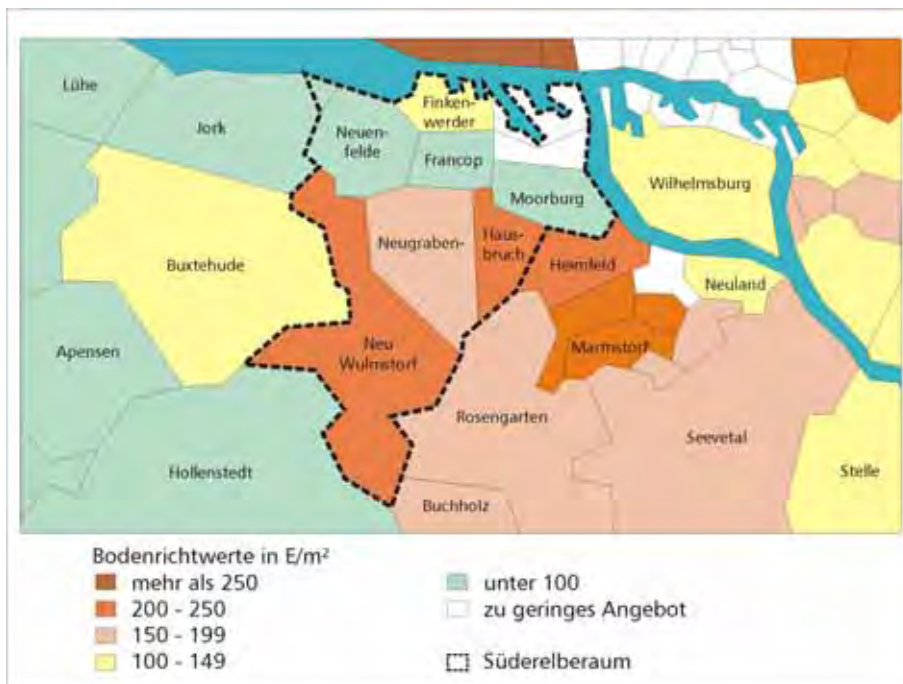 Lühe
Jork
Neuen-
felde
Finken-
werder
Francop
Moorburg
Wilhelmsburg
Buxtehude
Neugraben-
Haus-
bruch
Heimfeld
Neuland
Apensen
Neu
Wulmstorf
Marmstorf
Rosengarten
Seevetal
Hollenstedt
Buchholz
Stelle
Bodenrichtwerte in E/m²
mehr als 250
200 - 250
150 - 199
100 - 149
unter 100
zu geringes Angebot
Süderelberaum